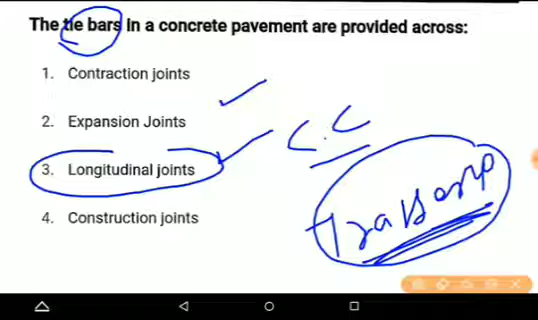 The tie bars in a concrete pavement are provided across:
1. Contraction joints
2. Expansion Joints
C.C
3. Longitudinal joints
4. Construction joints